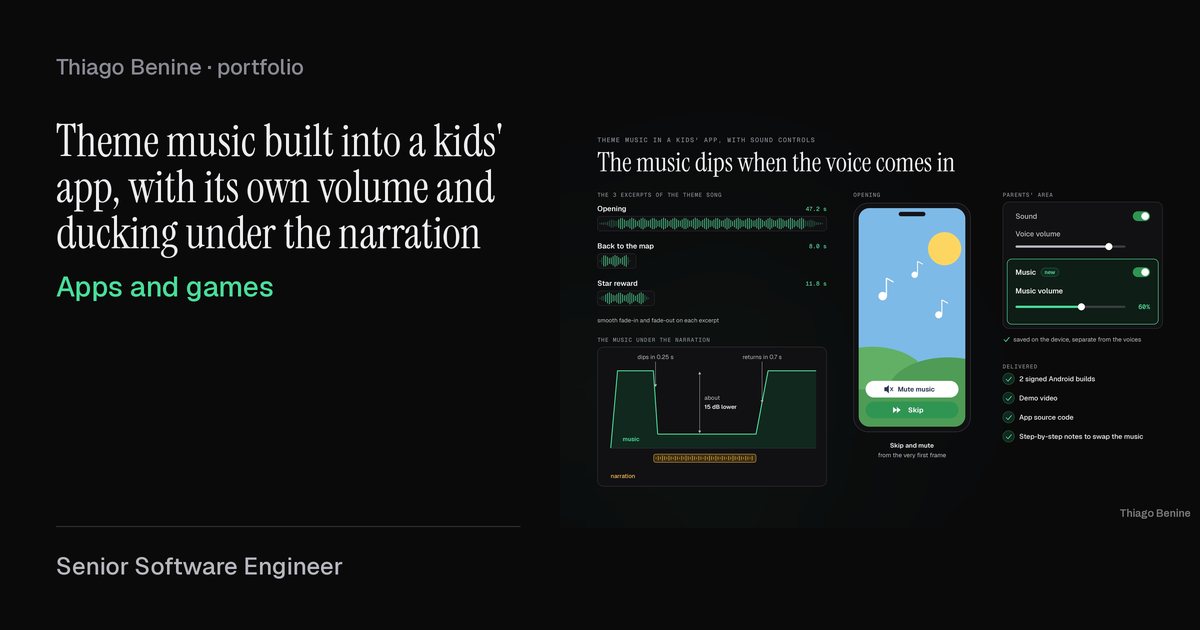 Thiago Benine · portfolio
Theme music built into a kids'
app, with its own volume and
ducking under the narration
Apps and games
Senior Software Engineer
THEME MUSIC IN A KIDS' APP, WITH SOUND CONTROLS
The music dips when the voice comes in
THE 3 EXCERPTS OF THE THEME SONG
Opening 47.2 s
Back to the map 8.0 s
Star reward 11.8 s
smooth fade-in and fade-out on each excerpt
THE MUSIC UNDER THE NARRATION
dips in 0.25 s returns in 0.7 s
about
15 dB lower
music
narration
OPENING
Mute music
Skip
Skip and mute
from the very first frame
PARENTS' AREA
Sound
Voice volume
Music new
Music volume
60%
saved on the device, separate from the voices
DELIVERED
2 signed Android builds
Demo video
App source code
Step-by-step notes to swap the music
Thiago Benine